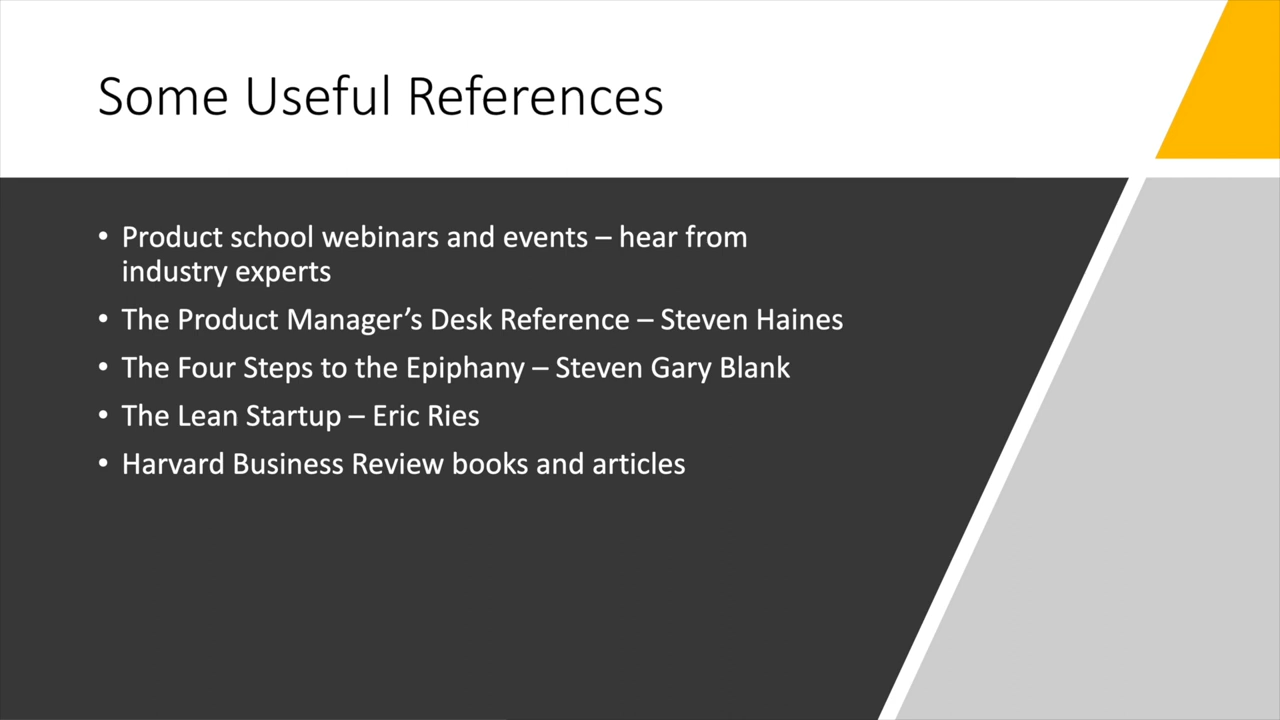 Some Useful References
• Product school webinars and events – hear from
industry experts
• The Product Manager’s Desk Reference – Steven Haines
• The Four Steps to the Epiphany – Steven Gary Blank
• The Lean Startup – Eric Ries
• Harvard Business Review books and articles